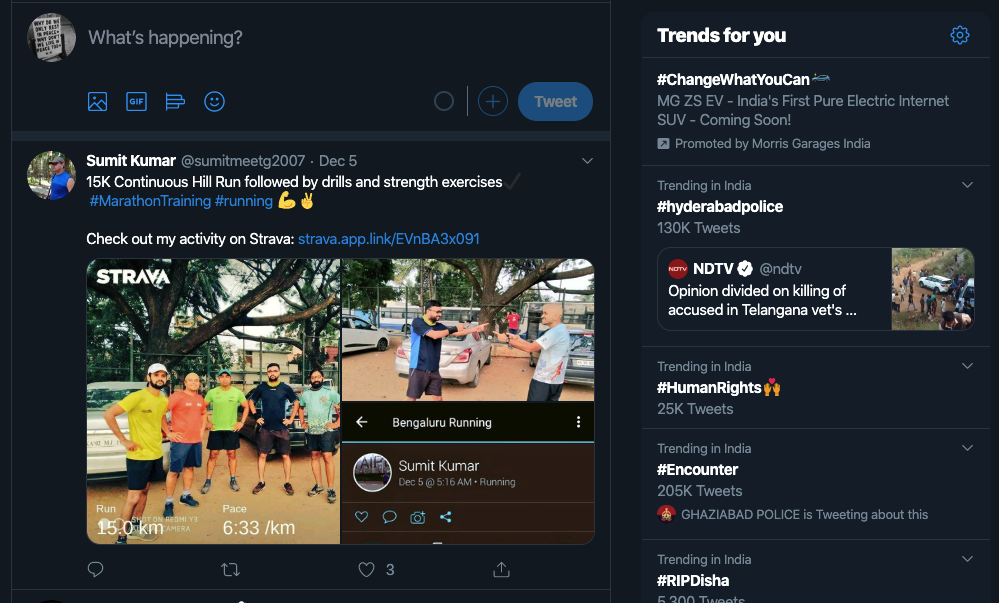 What's happening?
GIF
Tweet
Sumit Kumar @sumitmeetg2007 · Dec 5
15K Continuous Hill Run followed by drills and strength exercises
#MarathonTraining #running 💪✌
Check out my activity on Strava: strava.app.link/EVnBA3x091
STRAVA
Run
15.0 km
Pace
6:33 /km
SHOT ON REDMI Y3
CAMERA
Bengaluru Running
Sumit Kumar
Dec 5 @ 5:16 AM • Running
3
Trends for you
#ChangeWhatYouCan
MG ZS EV - India's First Pure Electric Internet
SUV - Coming Soon!
Promoted by Morris Garages India
Trending in India
#hyderabadpolice
130K Tweets
NDTV NDTV @ndtv
Opinion divided on killing of
accused in Telangana vet's ...
Trending in India
#HumanRights
25K Tweets
Trending in India
#Encounter
205K Tweets
GHAZIABAD POLICE is Tweeting about this
Trending in India
#RIPDisha
5,300 Tweets